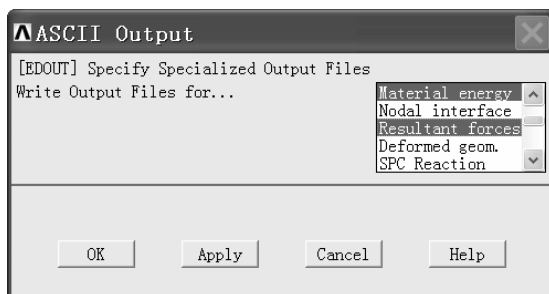 ASCII Output
[EDOUT] Specify Specialized Output Files
Write Output Files for...
Material energy
Nodal interface
Resultant forces
Deformed geom.
SPC Reaction
OK
Apply
Cancel
Help